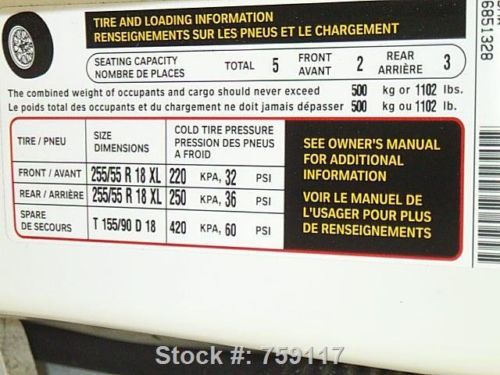 TIRE AND LOADING INFORMATION
RENSEIGNEMENTS SUR LES PNEUS ET LE CHARGEMENT
SEATING CAPACITY
NOMBRE DE PLACES
TOTAL 5 FRONT AVANT 2 REAR ARRIÈRE 3
The combined weight of occupants and cargo should never exceed 500 kg or 1102 lbs.
Le poids total des occupants et du chargement ne doit jamais dépasser 500 kg ou 1102 lb.
TIRE / PNEU SIZE DIMENSIONS COLD TIRE PRESSURE PRESSION DES PNEUS A FROID
FRONT / AVANT 255/55 R 18 XL 220 KPA, 32 PSI
REAR / ARRIÈRE 255/55 R 18 XL 250 KPA, 36 PSI
SPARE DE SECOURS T 155/90 D 18 420 KPA, 60 PSI
SEE OWNER'S MANUAL
FOR ADDITIONAL
INFORMATION
VOIR LE MANUEL DE
L'USAGER POUR PLUS
DE RENSEIGNEMENTS
6851328
Stock #: 759117